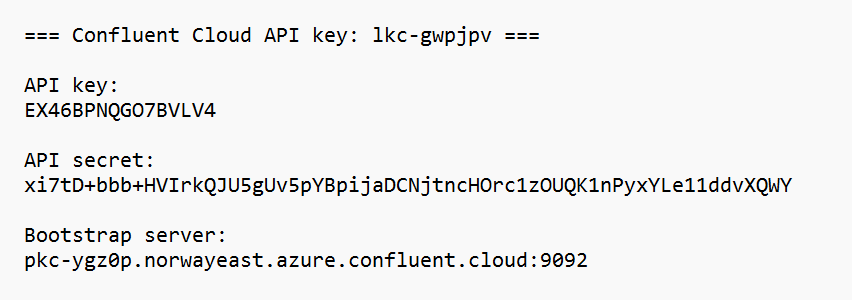 === Confluent Cloud API key: lkc-gwpjpv ===
API key:
EX46BPNQGO7BVLV4
API secret:
xi7tD+bbb+HVIrkQJU5gUv5pYBpijaDCNjtncHOrc1zOUQK1nPyxYLe11ddvXQWY
Bootstrap server:
pkc-ygz0p.norwayeast.azure.confluent.cloud:9092